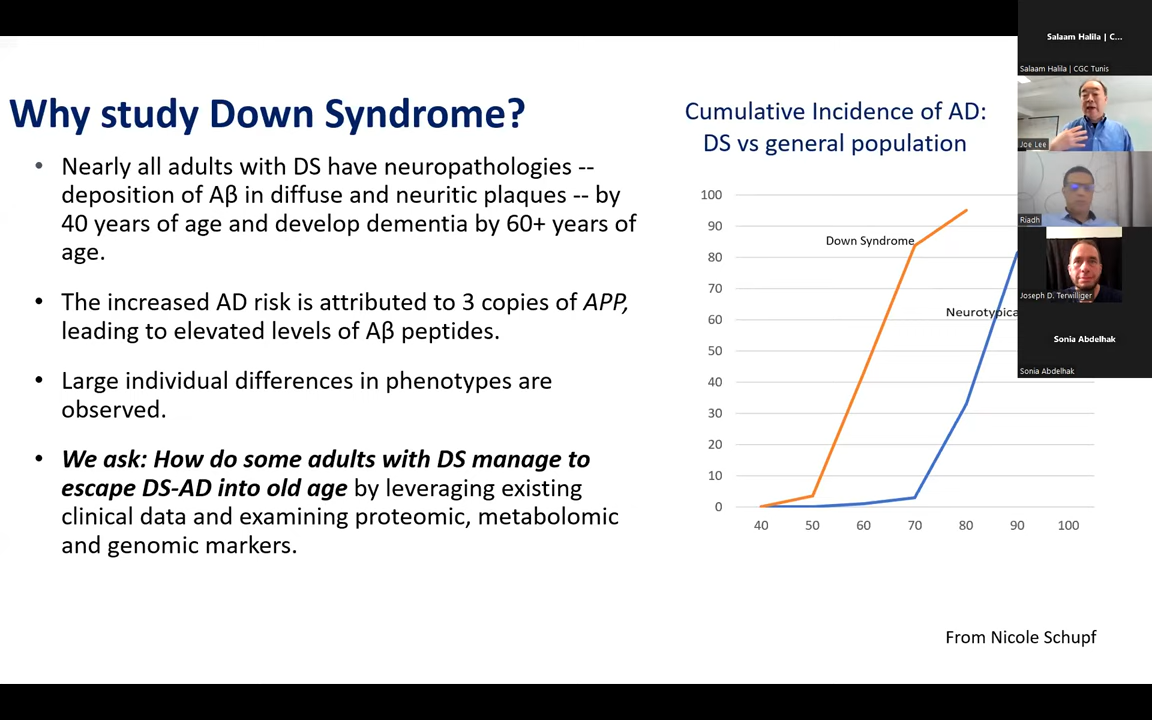 Why study Down Syndrome?
• Nearly all adults with DS have neuropathologies --
deposition of Aβ in diffuse and neuritic plaques -- by
40 years of age and develop dementia by 60+ years of
age.
• The increased AD risk is attributed to 3 copies of APP,
leading to elevated levels of Aβ peptides.
• Large individual differences in phenotypes are
observed.
• We ask: How do some adults with DS manage to
escape DS-AD into old age by leveraging existing
clinical data and examining proteomic, metabolomic
and genomic markers.
Cumulative Incidence of AD:
DS vs general population
100
90
80
70
60
50
40
30
20
10
0
Down Syndrome
Neurotypica
40 50 60 70 80 90 100
From Nicole Schupf
Salaam Halila | C...
Salaam Halila | CGC Tunis
Joe Lee
Riadh
Joseph D. Terwilliger
Sonia Abdelhak
Sonia Abdelhak